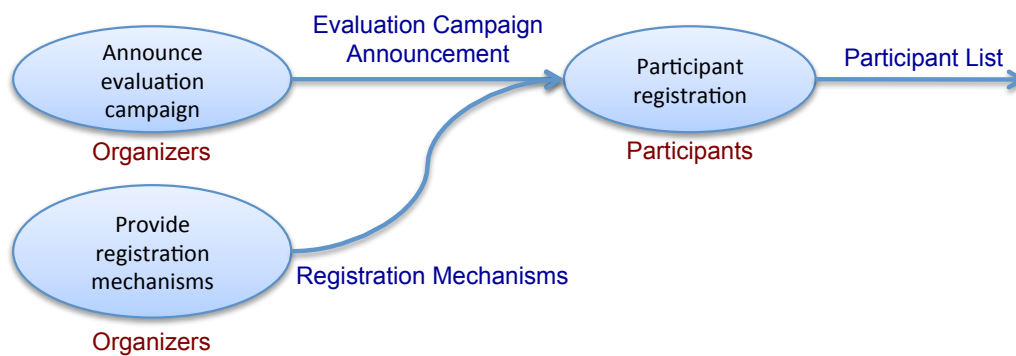 Announce
evaluation
campaign
Organizers
Evaluation Campaign
Announcement
Participant
registration
Participants
Participant List
Provide
registration
mechanisms
Organizers
Registration Mechanisms